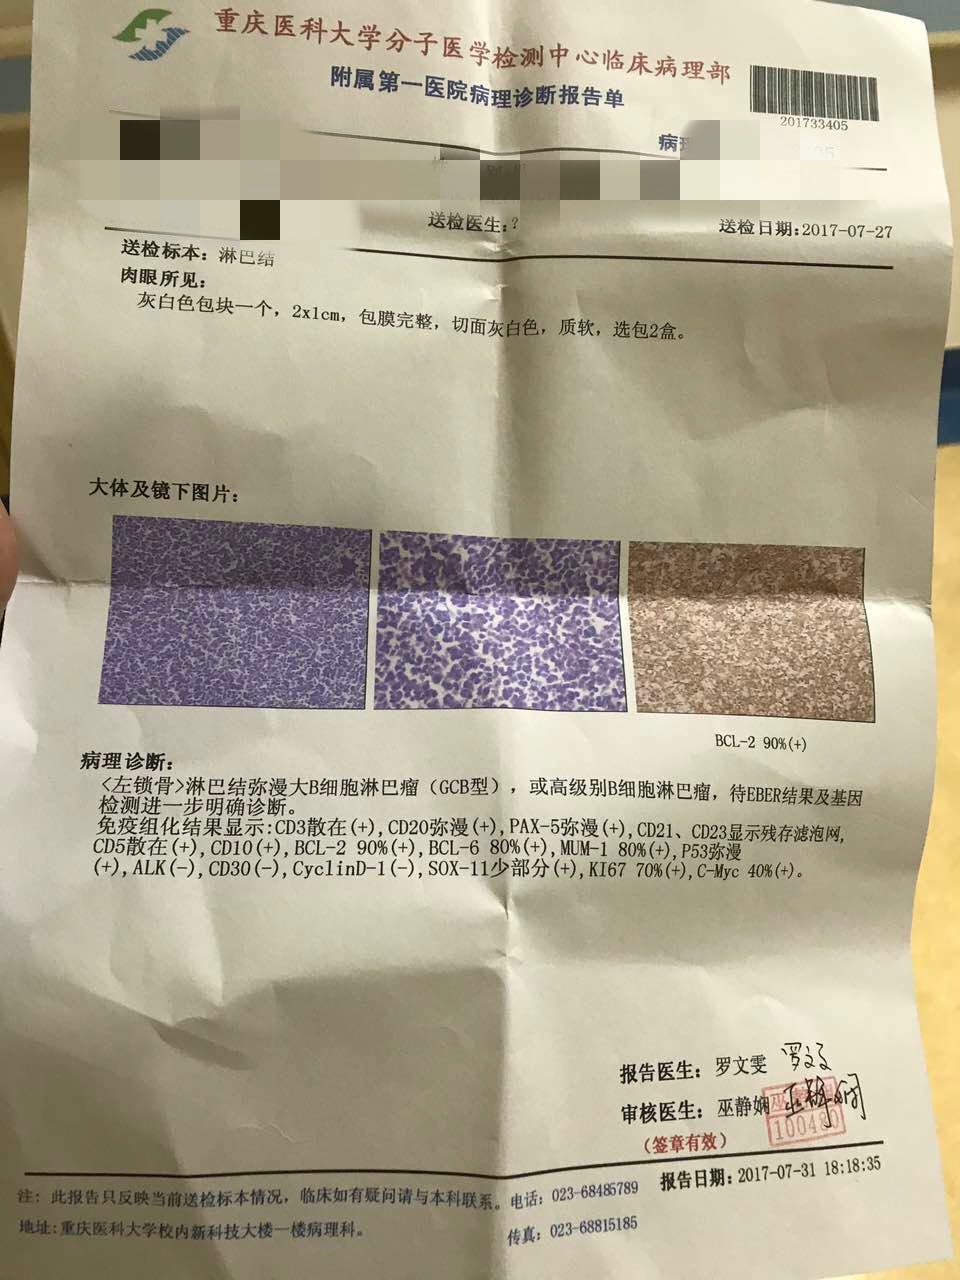 重庆医科大学分子医学检测中心临床病理部
附属第一医院病理诊断报告单
201733405
病
送检医生:?
送检日期:2017-07-27
送检标本: 淋巴结
肉眼所见:
灰白色包块一个, 2x1cm, 包膜完整, 切面灰白色, 质软, 选包2盒。
大体及镜下图片:
BCL-2 90%(+)
病理诊断:
<左锁骨>淋巴结弥漫大B细胞淋巴瘤 (GCB型), 或高级别B细胞淋巴瘤, 待EBER结果及基因
检测进一步明确诊断。
免疫组化结果显示:CD3散在(+), CD20弥漫(+), PAX-5弥漫(+), CD21、CD23显示残存滤泡网,
CD5散在(+), CD10(+), BCL-2 90%(+), BCL-6 80%(+), MUM-1 80%(+), P53弥漫
(+), ALK(-), CD30(-), CyclinD-1(-), SOX-11少部分(+), KI67 70%(+), C-Myc 40%(+)。
报告医生: 罗文雯 罗文雯
审核医生: 巫静娴 巫静娴
(签章有效)
报告日期:2017-07-31 18:18:35
注: 此报告只反映当前送检标本情况, 临床如有疑问请与本科联系。 电话: 023-68485789
地址:重庆医科大学校内新科技大楼一楼病理科。 传真: 023-68815185